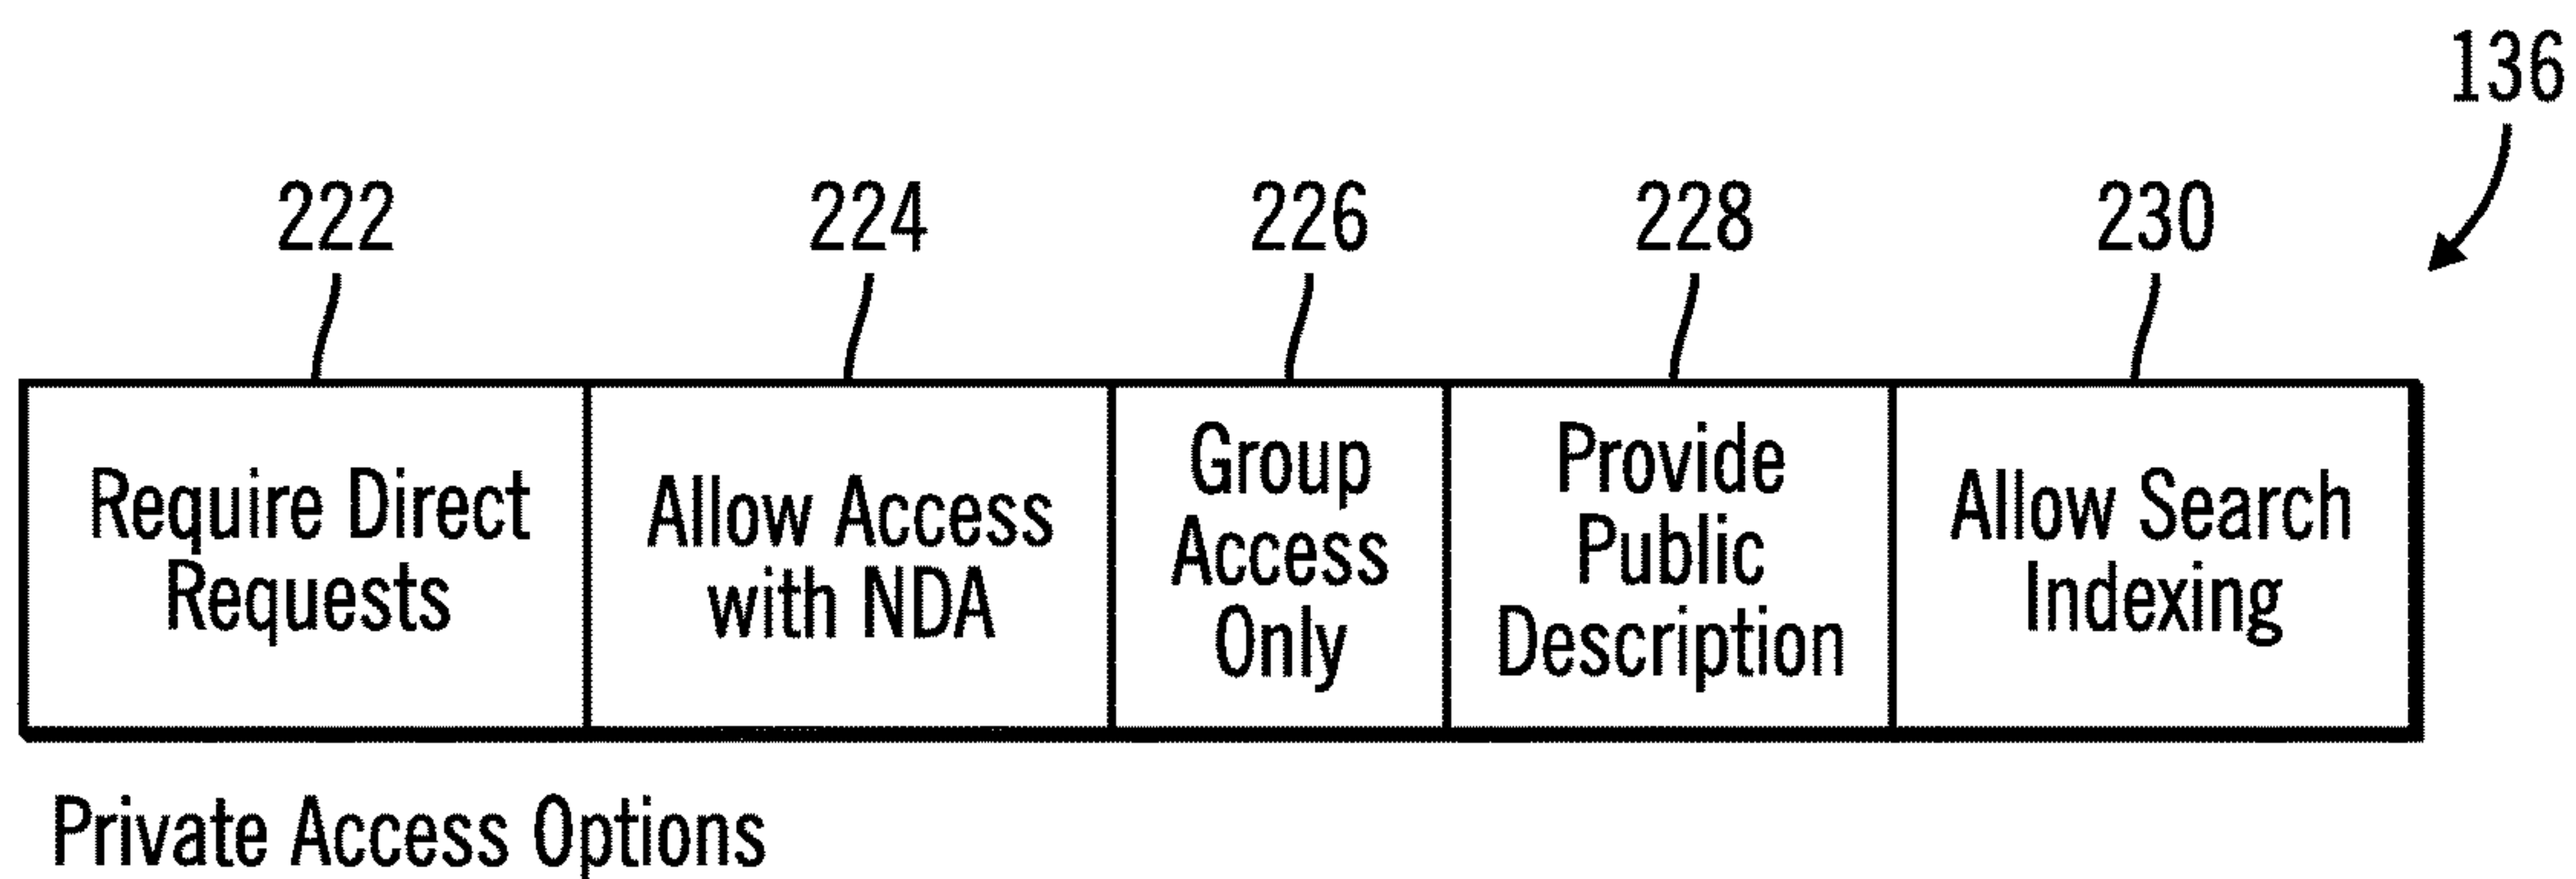 136
222 224 226 228 230
Require Direct
Requests
Allow Access
with NDA
Group
Access
Only
Provide
Public
Description
Allow Search
Indexing
Private Access Options